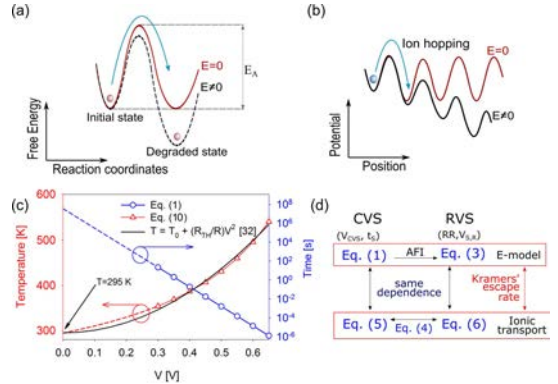 (a)
E=0
E≠0
E_A
Initial state
Degraded state
Free Energy
Reaction coordinates
(b)
Ion hopping
E=0
E≠0
Potential
Position
(c)
Eq. (1)
Eq. (10)
T = T₀ + (R_TH/R)V² [32]
T=295 K
Temperature [K]
600
500
400
300
Time [s]
10⁸
10⁶
10⁴
10²
10⁰
10⁻²
10⁻⁴
10⁻⁶
0.0 0.1 0.2 0.3 0.4 0.5 0.6
V [V]
(d)
CVS RVS
(V_CVS, t_S) (RR,V_S,R)
Eq. (1) AFI Eq. (3) E-model
same
dependence
Kramers'
escape
rate
Eq. (5) Eq. (4) Eq. (6) Ionic
transport